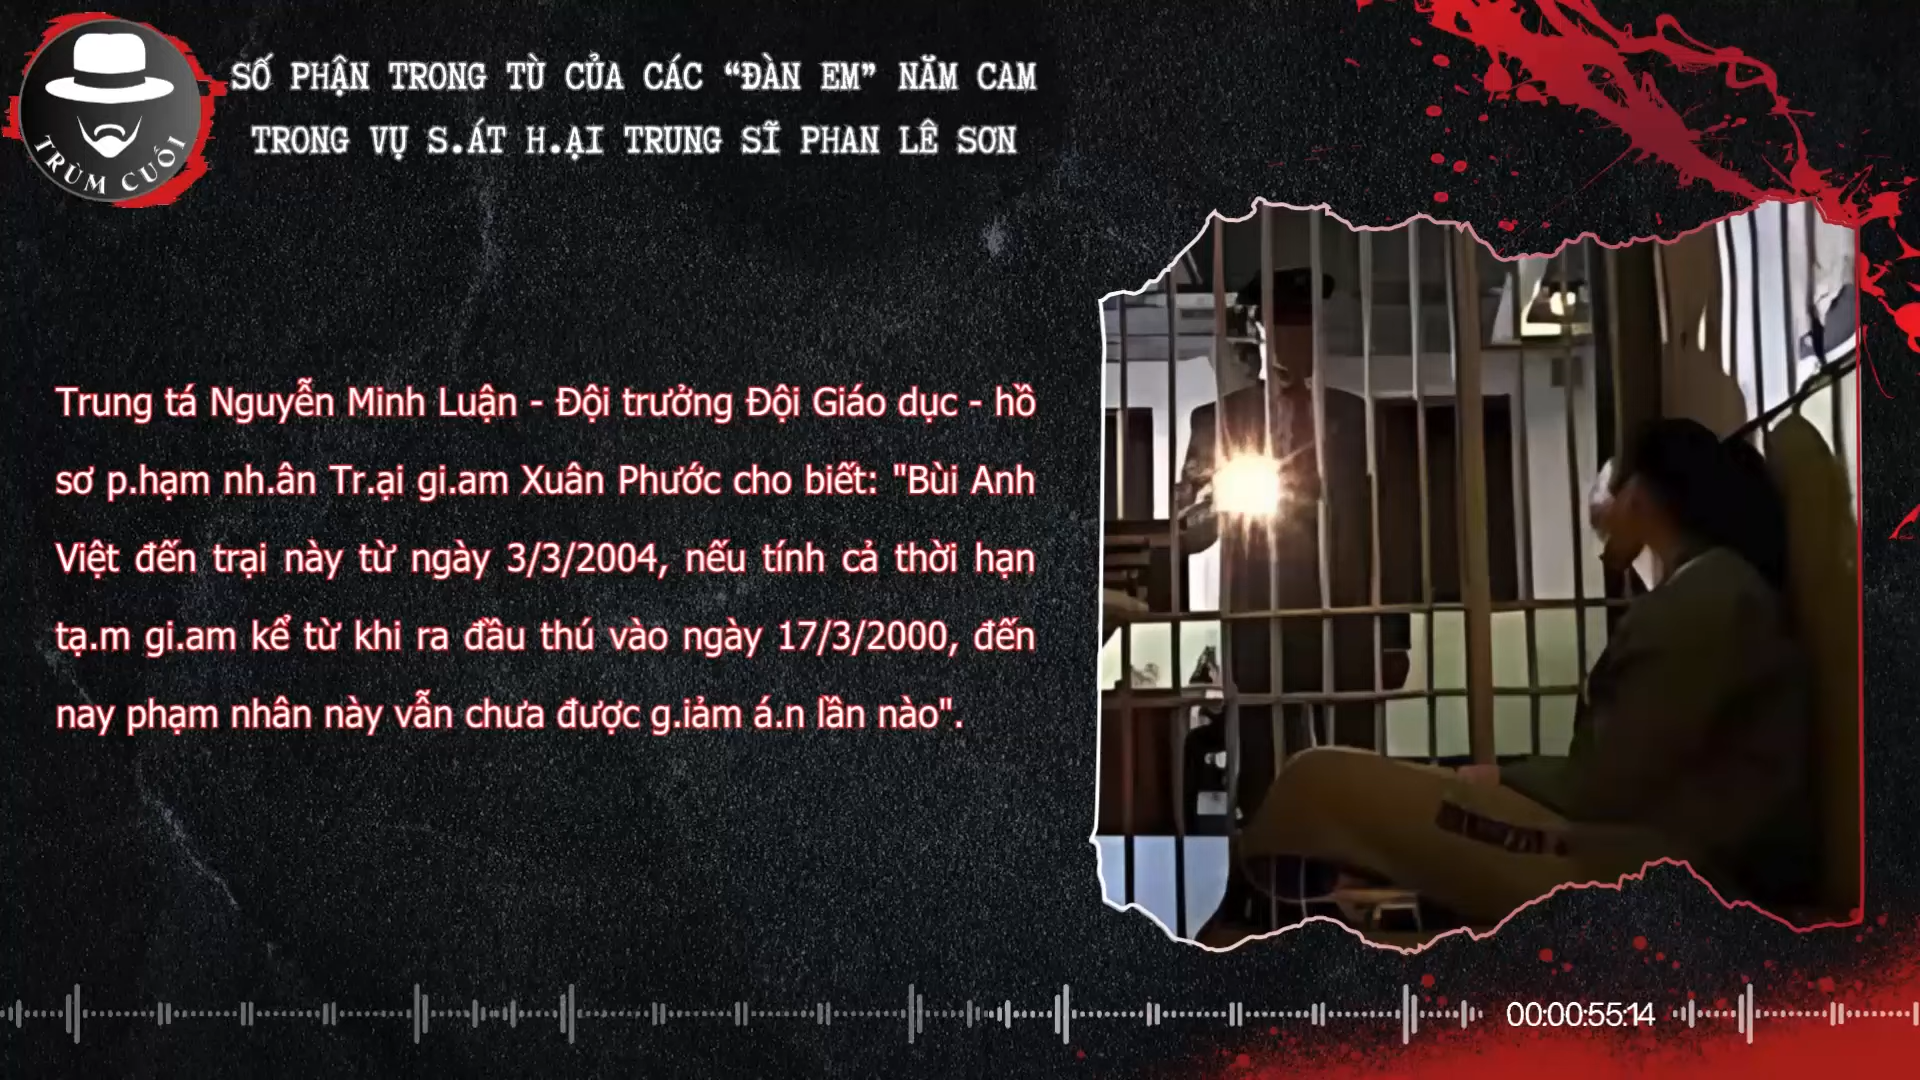 TRÙM CUỐI
SỐ PHẬN TRONG TÙ CỦA CÁC “ĐÀN EM” NĂM CAM
TRONG VỤ S.ÁT H.ẠI TRUNG SĨ PHAN LÊ SƠN
Trung tá Nguyễn Minh Luận - Đội trưởng Đội Giáo dục - hồ
sơ p.hạm nh.ân Tr.ại gi.am Xuân Phước cho biết: "Bùi Anh
Việt đến trại này từ ngày 3/3/2004, nếu tính cả thời hạn
tạ.m gi.am kể từ khi ra đầu thú vào ngày 17/3/2000, đến
nay phạm nhân này vẫn chưa được g.iảm á.n lần nào".
00:00:55:14